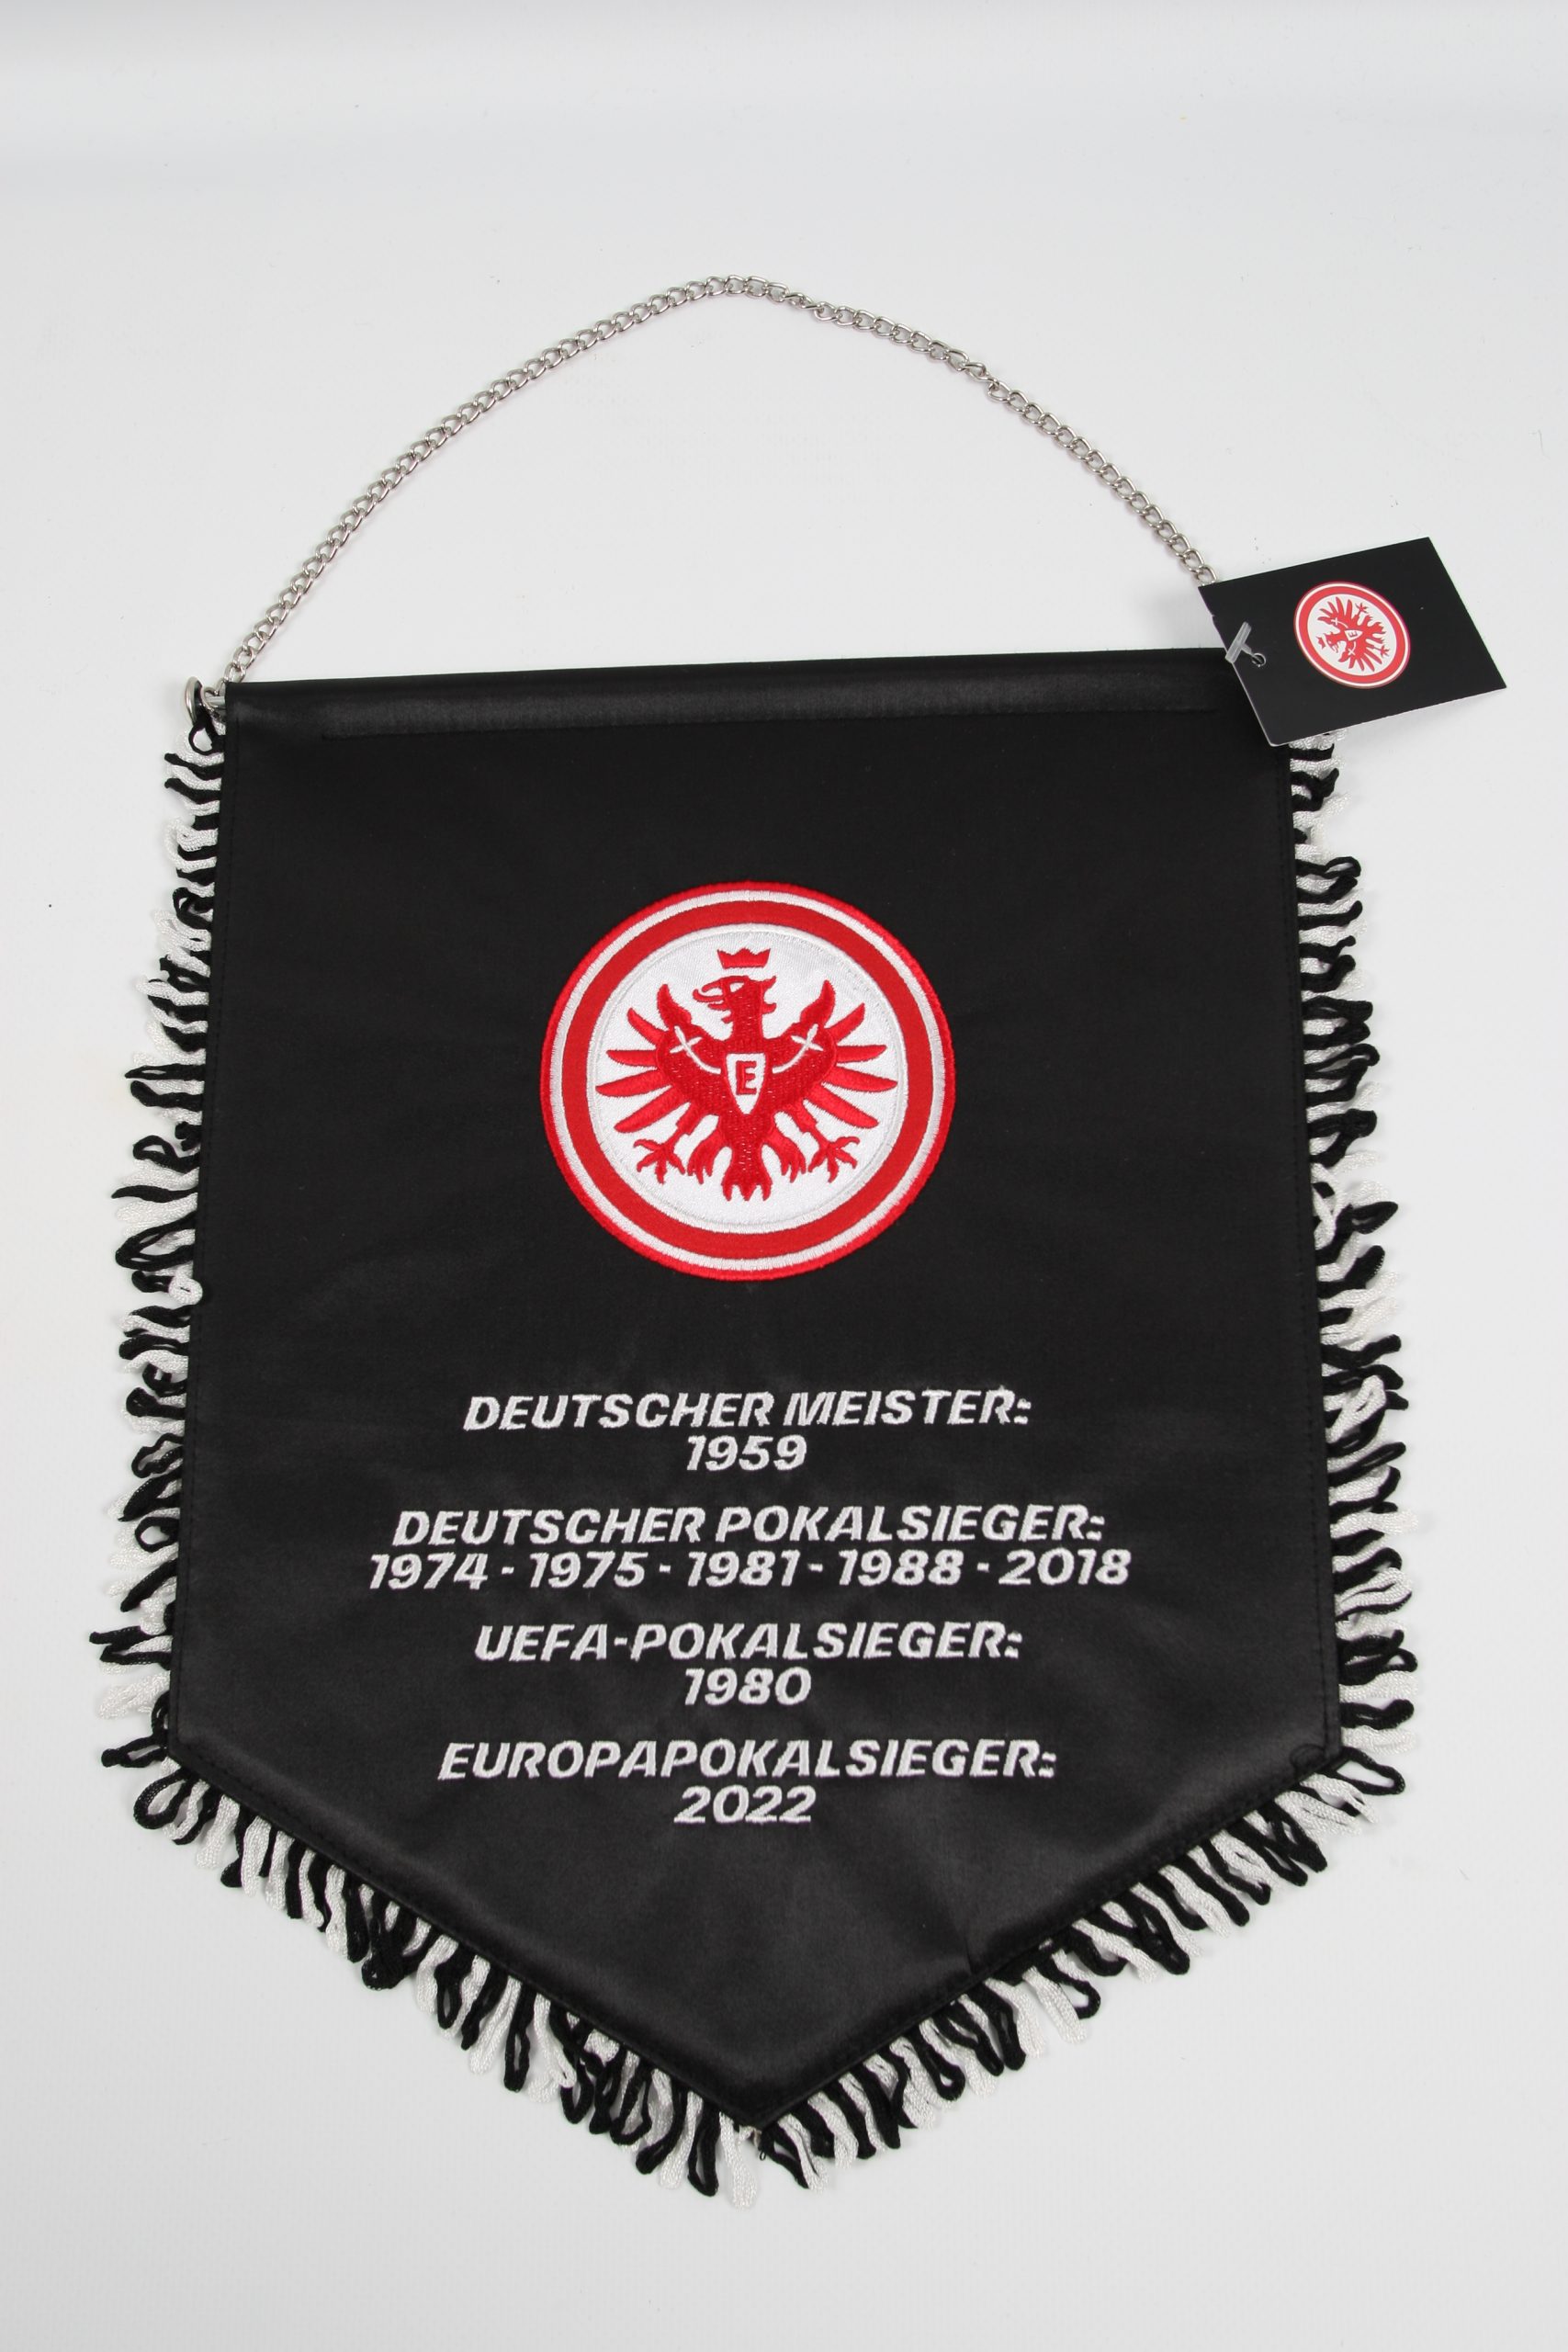 E
E
DEUTSCHER MEISTER:
1959
DEUTSCHER POKALSIEGER:
1974 - 1975 - 1981 - 1988 - 2018
UEFA-POKALSIEGER:
1980
EUROPAPOKALSIEGER:
2022